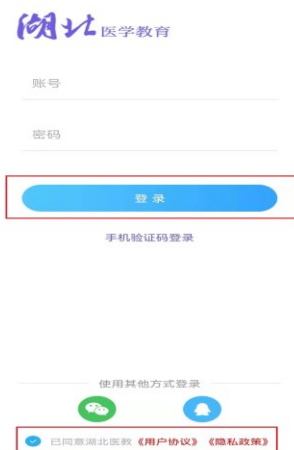 湖北医学教育
账号
密码
登录
手机验证码登录
使用其他方式登录
已同意湖北医教《用户协议》《隐私政策》